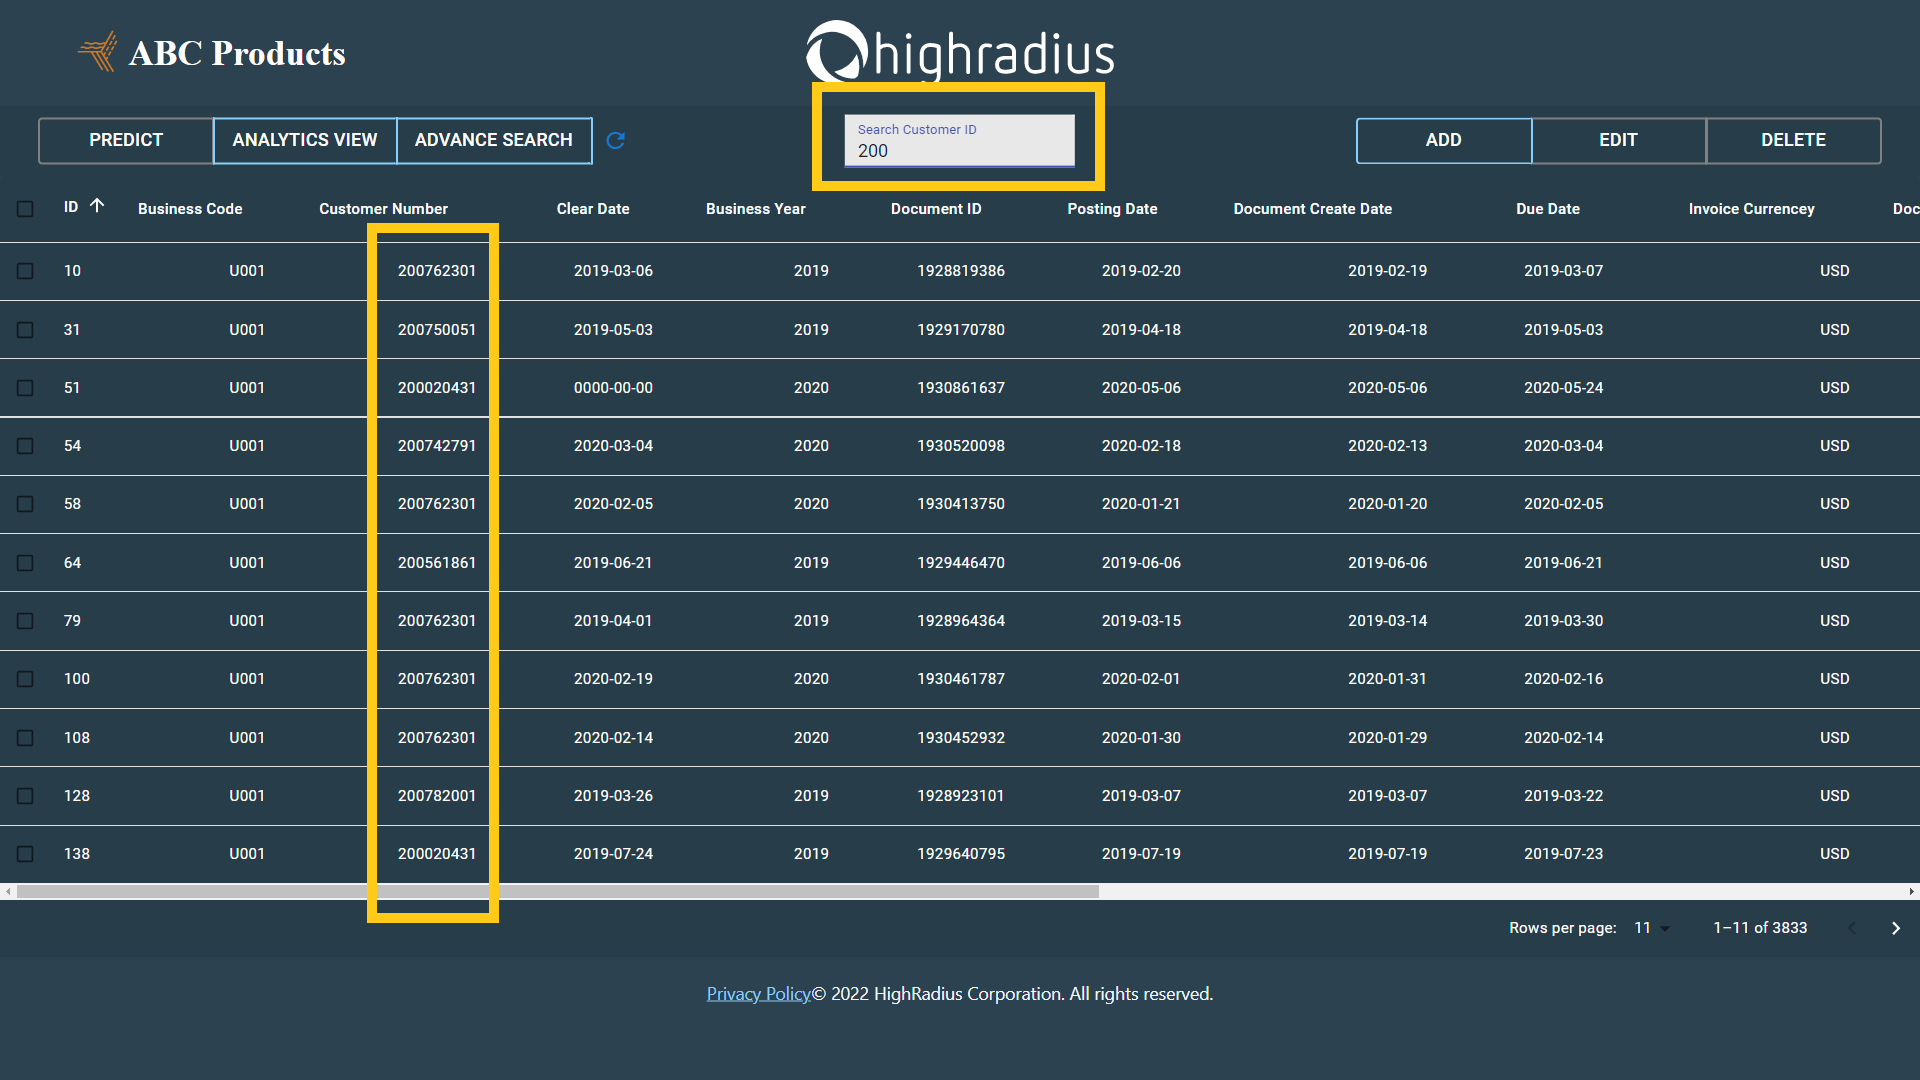 ABC Products
highradius
PREDICT ANALYTICS VIEW ADVANCE SEARCH
Search Customer ID
200
ADD EDIT DELETE
ID Business Code Customer Number Clear Date Business Year Document ID Posting Date Document Create Date Due Date Invoice Currencey Doc
10 U001 200762301 2019-03-06 2019 1928819386 2019-02-20 2019-02-19 2019-03-07 USD
31 U001 200750051 2019-05-03 2019 1929170780 2019-04-18 2019-04-18 2019-05-03 USD
51 U001 200020431 0000-00-00 2020 1930861637 2020-05-06 2020-05-06 2020-05-24 USD
54 U001 200742791 2020-03-04 2020 1930520098 2020-02-18 2020-02-13 2020-03-04 USD
58 U001 200762301 2020-02-05 2020 1930413750 2020-01-21 2020-01-20 2020-02-05 USD
64 U001 200561861 2019-06-21 2019 1929446470 2019-06-06 2019-06-06 2019-06-21 USD
79 U001 200762301 2019-04-01 2019 1928964364 2019-03-15 2019-03-14 2019-03-30 USD
100 U001 200762301 2020-02-19 2020 1930461787 2020-02-01 2020-01-31 2020-02-16 USD
108 U001 200762301 2020-02-14 2020 1930452932 2020-01-30 2020-01-29 2020-02-14 USD
128 U001 200782001 2019-03-26 2019 1928923101 2019-03-07 2019-03-07 2019-03-22 USD
138 U001 200020431 2019-07-24 2019 1929640795 2019-07-19 2019-07-19 2019-07-23 USD
Rows per page: 11 1–11 of 3833
Privacy Policy© 2022 HighRadius Corporation. All rights reserved.